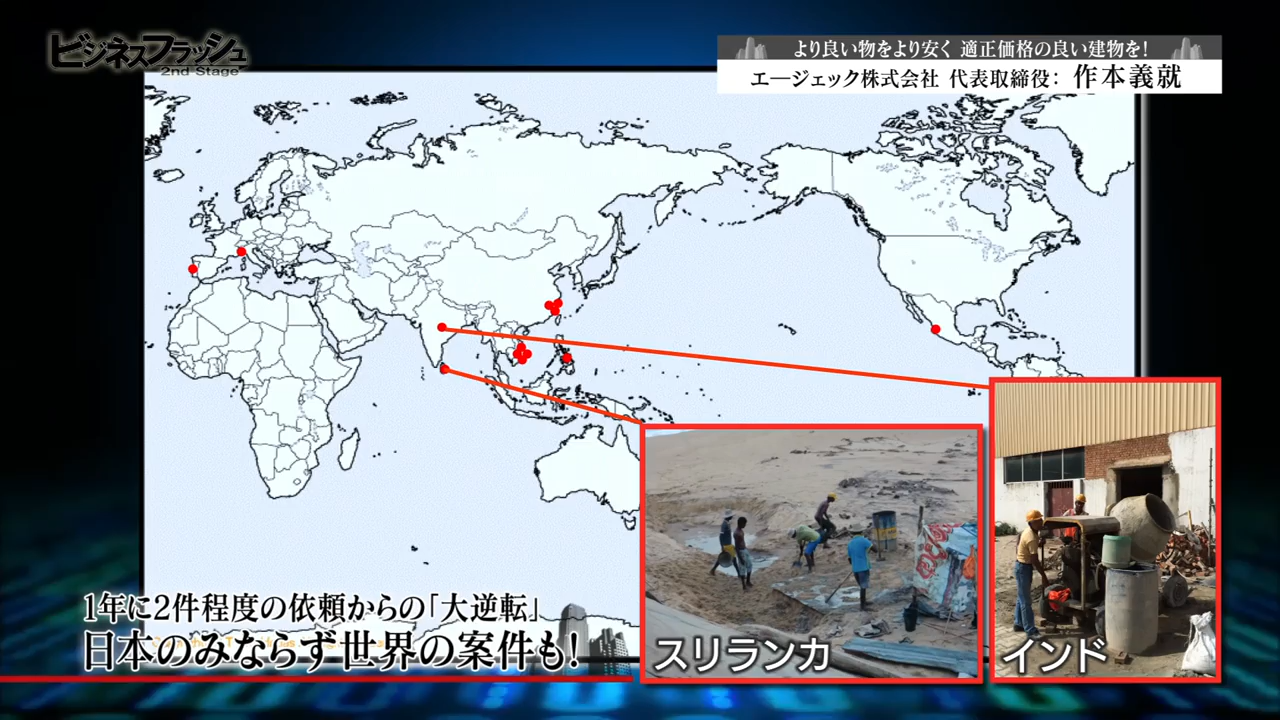 ビジネスフラッシュ
2nd Stage
より良い物をより安く 適正価格の良い建物を!
エージェック株式会社 代表取締役: 作本義就
1年に2件程度の依頼からの「大逆転」
日本のみならず世界の案件も!
スリランカ
インド